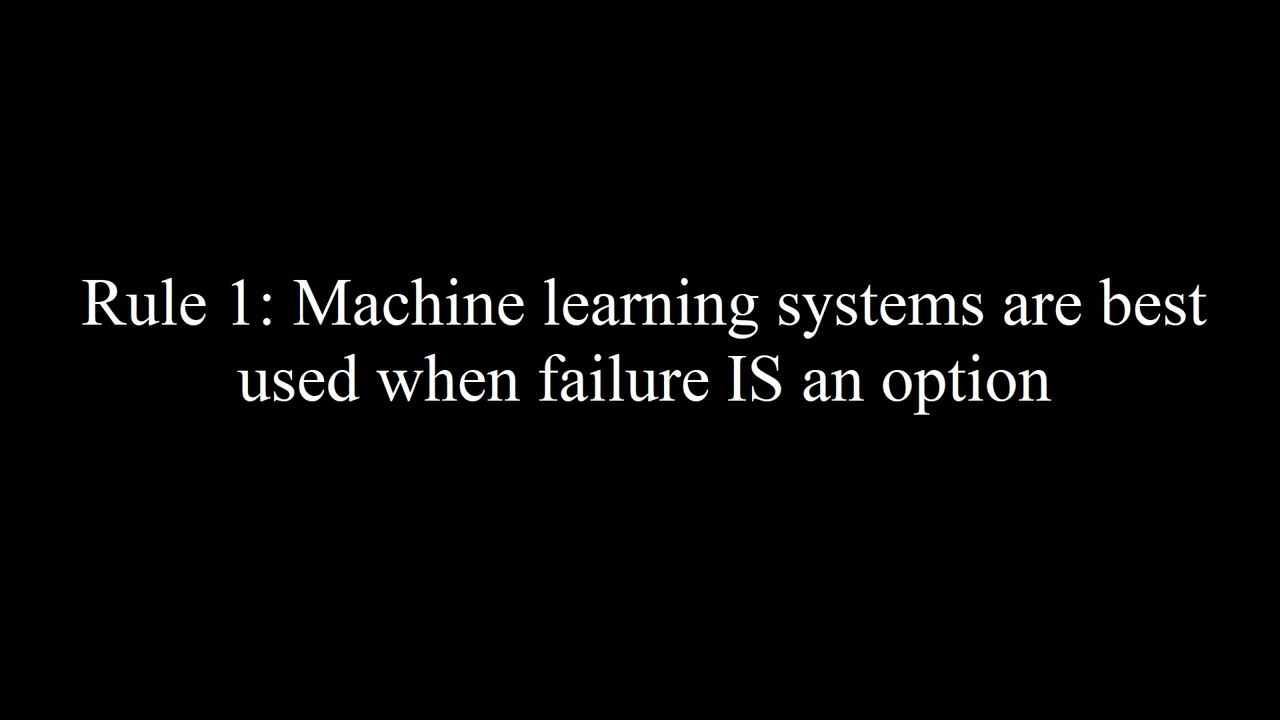 Rule 1: Machine learning systems are best
used when failure IS an option